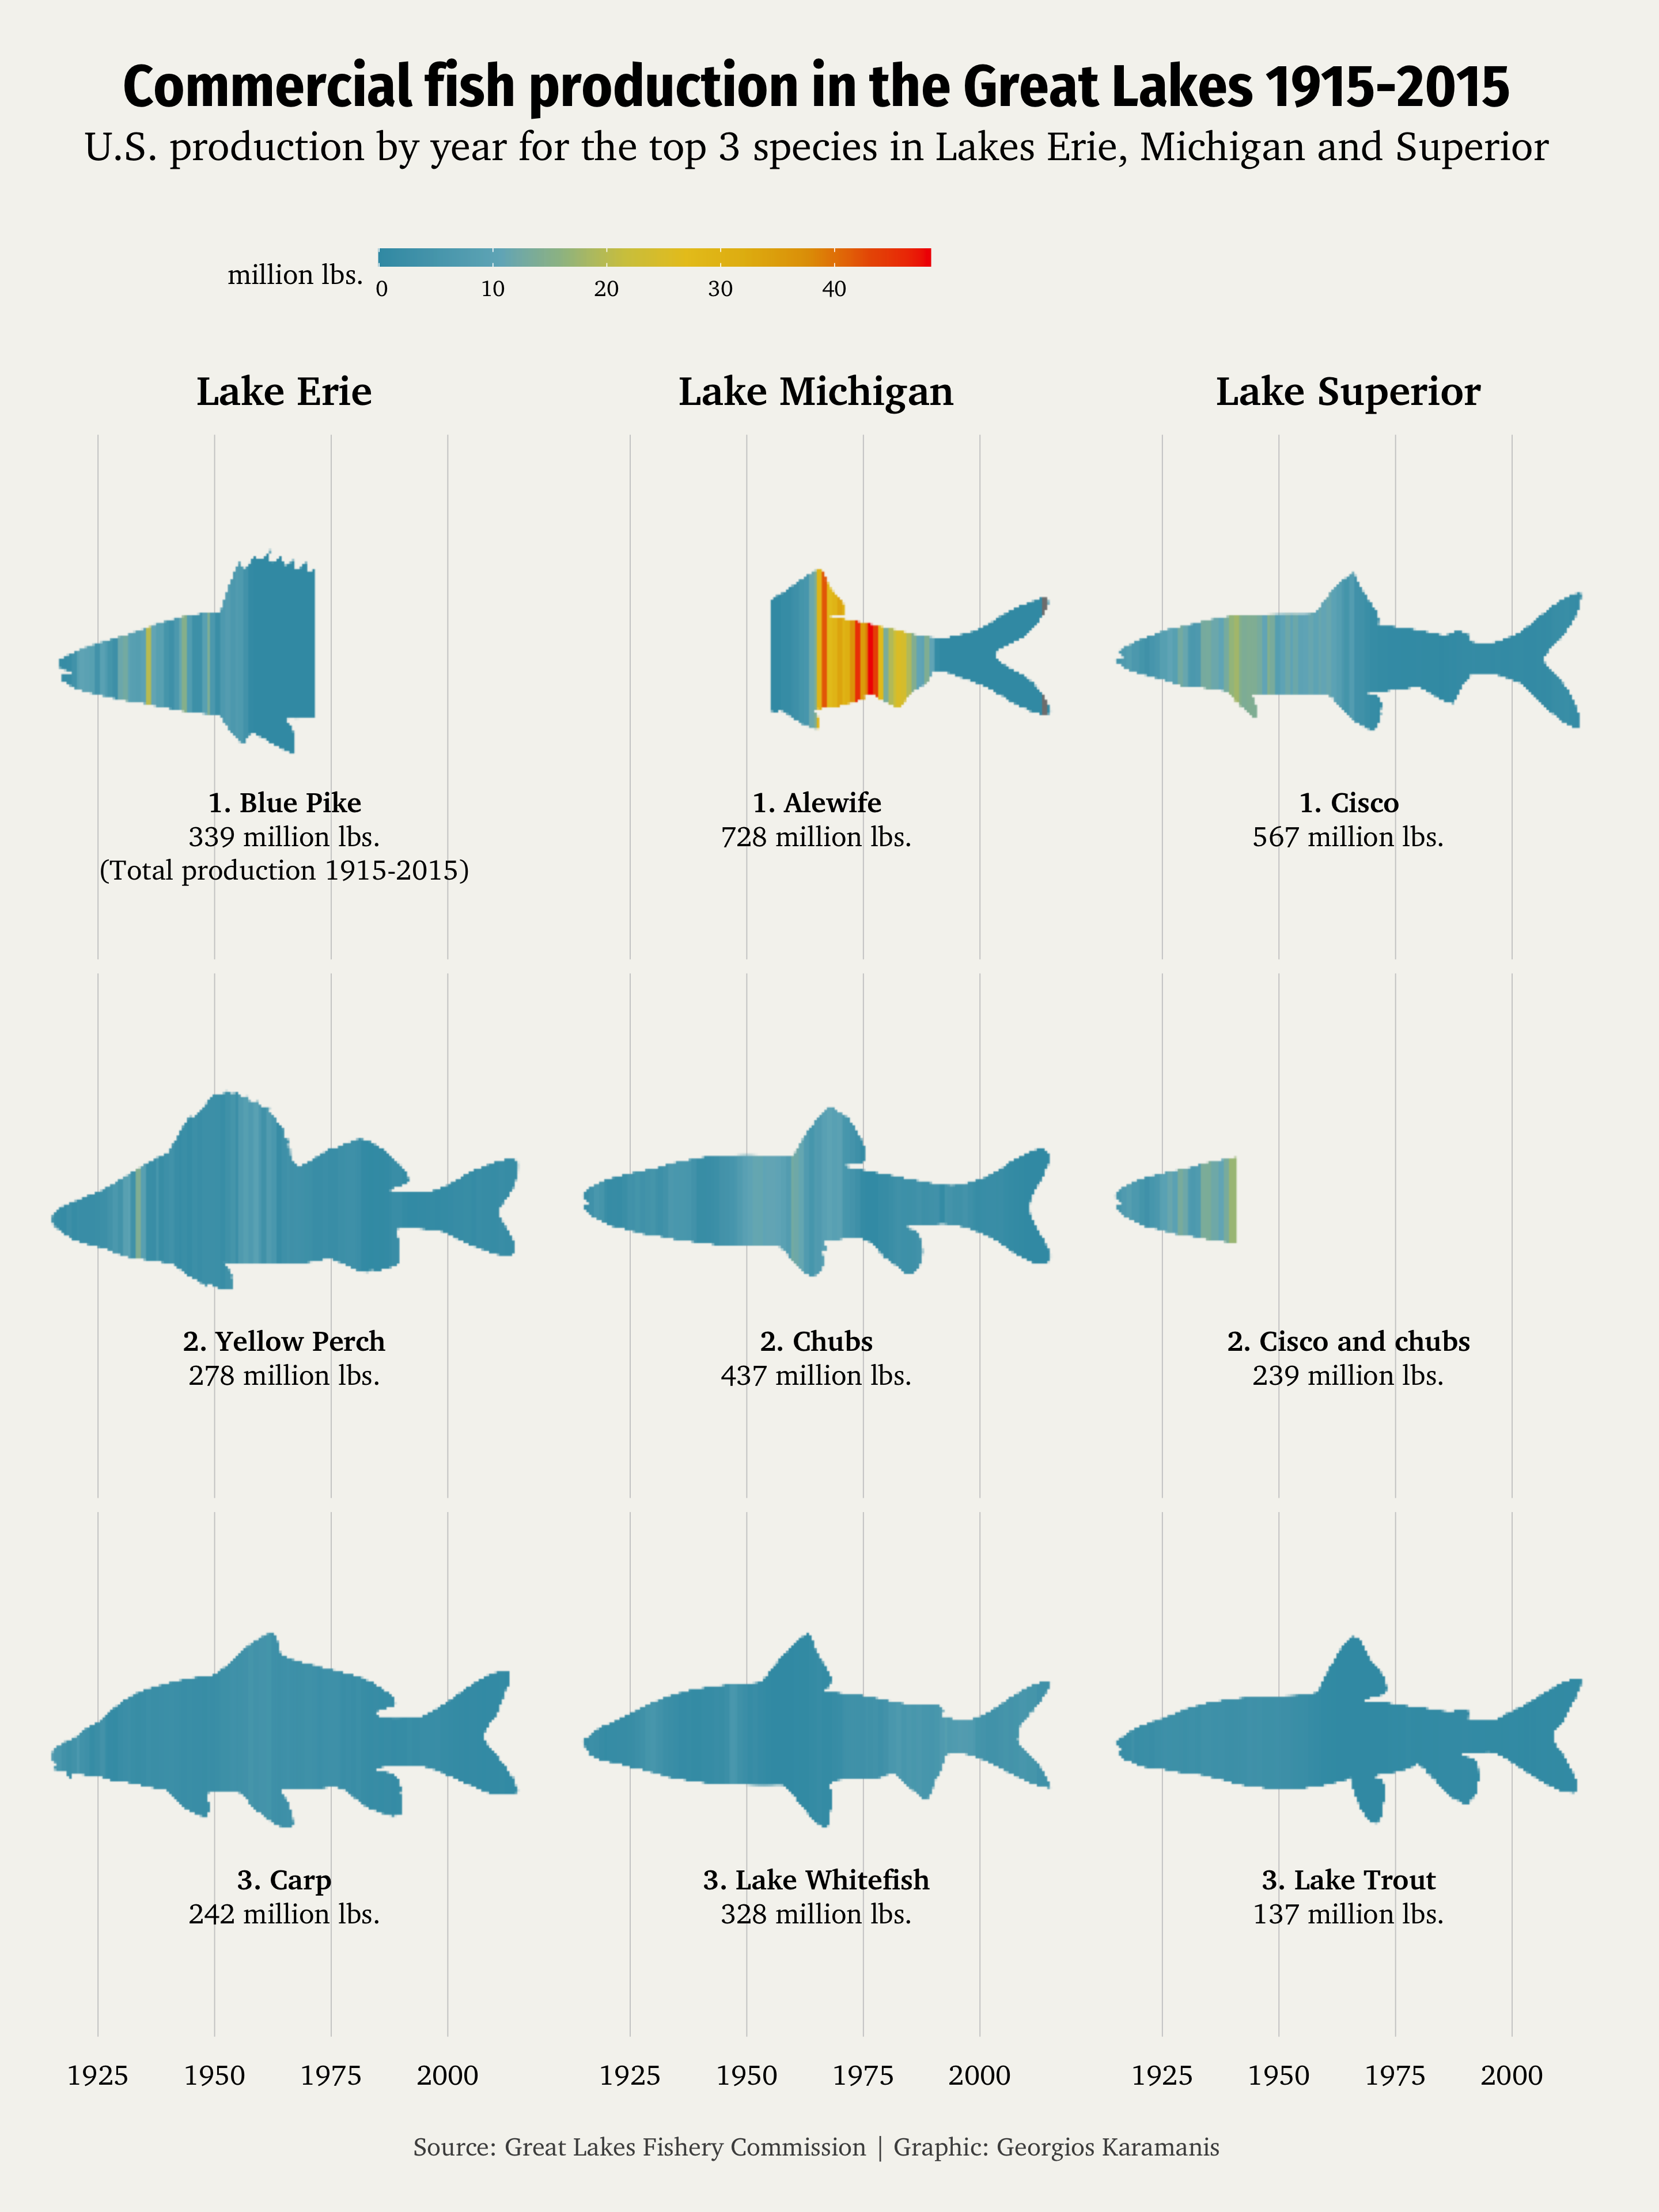 Commercial fish production in the Great Lakes 1915-2015
U.S. production by year for the top 3 species in Lakes Erie, Michigan and Superior
million lbs.
0 10 20 30 40
Lake Erie Lake Michigan Lake Superior
1. Blue Pike
339 million lbs.
(Total production 1915-2015)
1. Alewife
728 million lbs.
1. Cisco
567 million lbs.
2. Yellow Perch
278 million lbs.
2. Chubs
437 million lbs.
2. Cisco and chubs
239 million lbs.
3. Carp
242 million lbs.
3. Lake Whitefish
328 million lbs.
3. Lake Trout
137 million lbs.
1925 1950 1975 2000 1925 1950 1975 2000 1925 1950 1975 2000
Source: Great Lakes Fishery Commission | Graphic: Georgios Karamanis